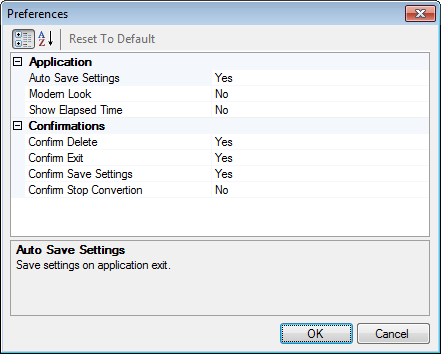 Preferences
Reset To Default
Application
Auto Save Settings Yes
Modern Look No
Show Elapsed Time No
Confirmations
Confirm Delete Yes
Confirm Exit Yes
Confirm Save Settings Yes
Confirm Stop Convertion No
Auto Save Settings
Save settings on application exit.
OK Cancel